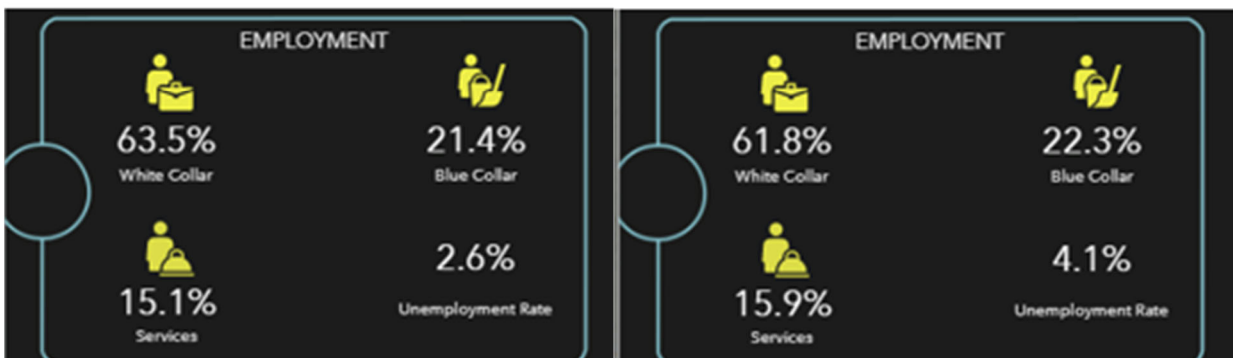 EMPLOYMENT
63.5%
White Collar
21.4%
Blue Collar
15.1%
Services
2.6%
Unemployment Rate
EMPLOYMENT
61.8%
White Collar
22.3%
Blue Collar
15.9%
Services
4.1%
Unemployment Rate